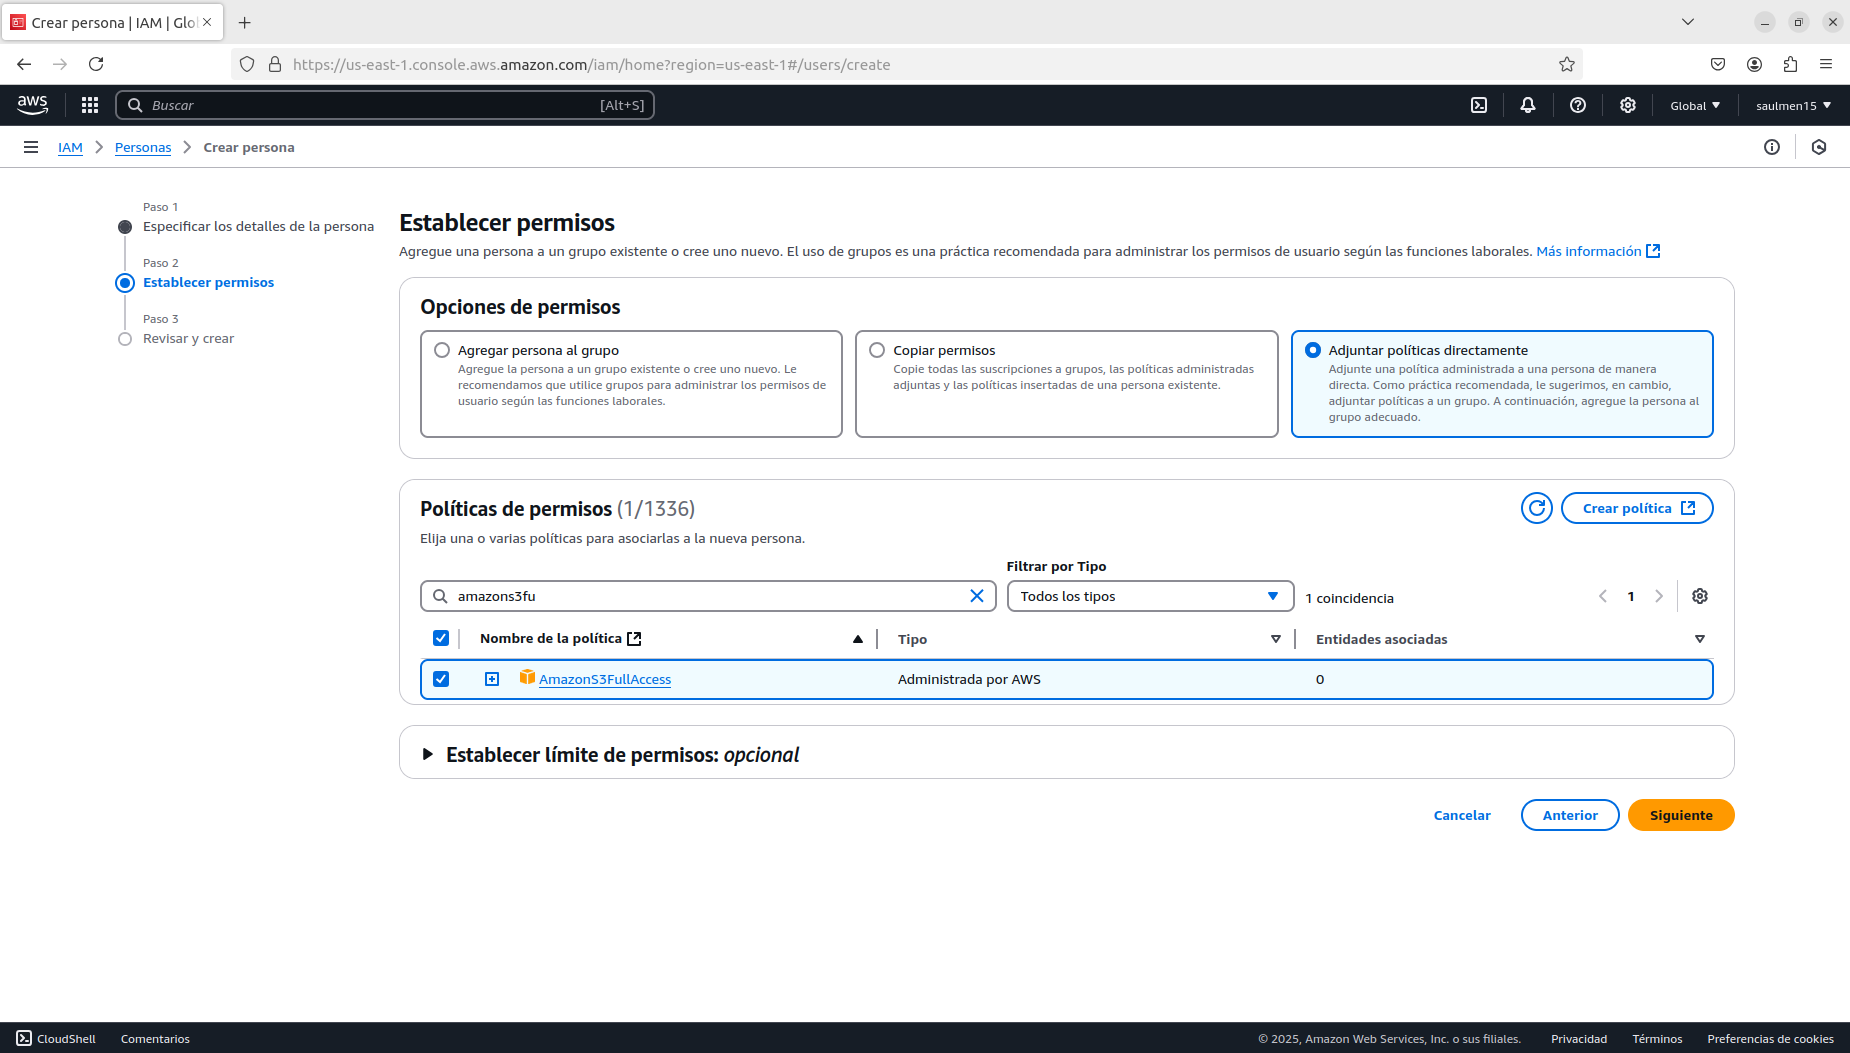 Crear persona | IAM | Glo
https://us-east-1.console.aws.amazon.com/iam/home?region=us-east-1#/users/create
aws
Buscar
[Alt+S]
Global
saulmen15
IAM
Personas
Crear persona
Paso 1
Especificar los detalles de la persona
Paso 2
Establecer permisos
Paso 3
Revisar y crear
Establecer permisos
Agregue una persona a un grupo existente o cree uno nuevo. El uso de grupos es una práctica recomendada para administrar los permisos de usuario según las funciones laborales. Más información
Opciones de permisos
Agregar persona al grupo
Agregue la persona a un grupo existente o cree uno nuevo. Le
recomendamos que utilice grupos para administrar los permisos de
usuario según las funciones laborales.
Copiar permisos
Copie todas las suscripciones a grupos, las políticas administradas
adjuntas y las políticas insertadas de una persona existente.
Adjuntar políticas directamente
Adjunte una política administrada a una persona de manera
directa. Como práctica recomendada, le sugerimos, en cambio,
adjuntar políticas a un grupo. A continuación, agregue la persona al
grupo adecuado.
Políticas de permisos (1/1336)
Crear política
Elija una o varias políticas para asociarlas a la nueva persona.
Filtrar por Tipo
amazons3fu
Todos los tipos
1 coincidencia
1
Nombre de la política
Tipo
Entidades asociadas
AmazonS3FullAccess
Administrada por AWS
0
Establecer límite de permisos: opcional
Cancelar
Anterior
Siguiente
CloudShell
Comentarios
© 2025, Amazon Web Services, Inc. o sus filiales.
Privacidad
Términos
Preferencias de cookies